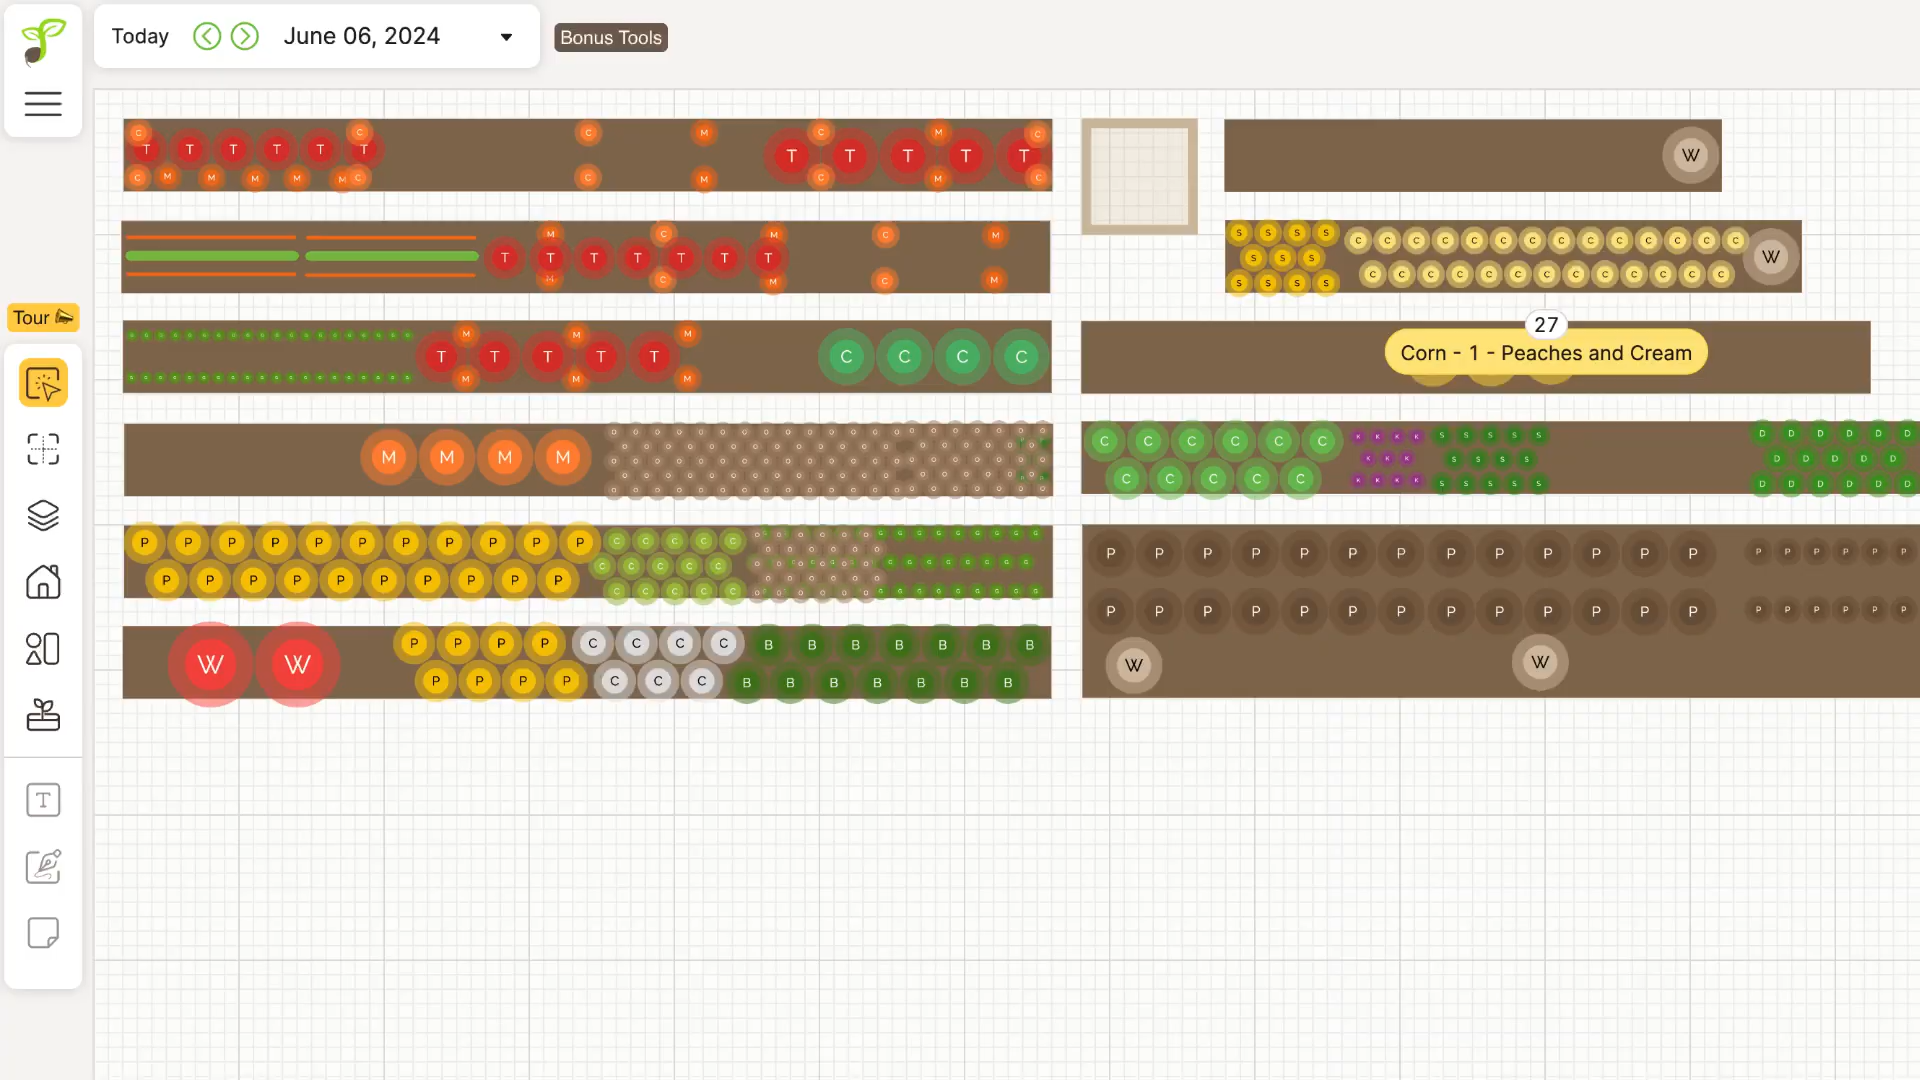 Today
June 06, 2024
Bonus Tools
Tour
27
Corn - 1 - Peaches and Cream
C C C M C M C
T T T T T T T T T T T
C M M M M M C C M C M C
W
M C M C M
T T T T T T T
M C M C M
S S S S C C C C C C C C C C C C C C
S S S W
S S S S C C C C C C C C C C C C C
M M M
T T T T T C C C C
M M M
M M M M
C C C C C C K K K K S S S S S D D D D D D
K K K S S S S D D D D D
C C C C C K K K K S S S S S D D D D D D
P P P P P P P P P P P C C C C C
C C C C C
P P P P P P P P P P C C C C C
P P P P P P P P P P P P P P P P P P P
P P P P P P P P P P P P P P P P P P P
W W
P P P P C C C C B B B B B B B
W W
P P P P C C C B B B B B B B